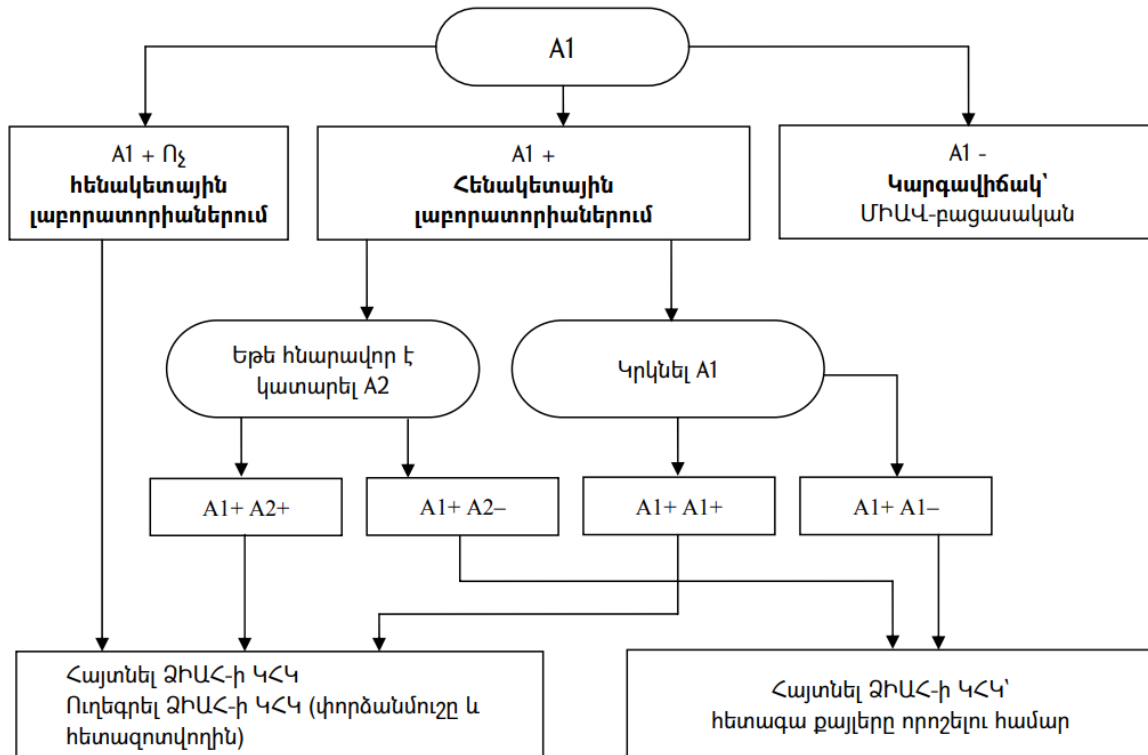 A1
A1 + Ոչ
հենակետային
լաբորատորիաներում
A1 +
Հենակետային
լաբորատորիաներում
A1 -
Կարգավիճակ՝
ՄԻԱՎ-բացասական
Եթե հնարավոր է
կատարել A2
Կրկնել A1
A1+ A2+
A1+ A2–
A1+ A1+
A1+ A1–
Հայտնել ՁԻԱՀ-ի ԿՀԿ
Ուղեգրել ՁԻԱՀ-ի ԿՀԿ (փորձանմուշը և
հետազոտվողին)
Հայտնել ՁԻԱՀ-ի ԿՀԿ՝
հետագա քայլերը որոշելու համար